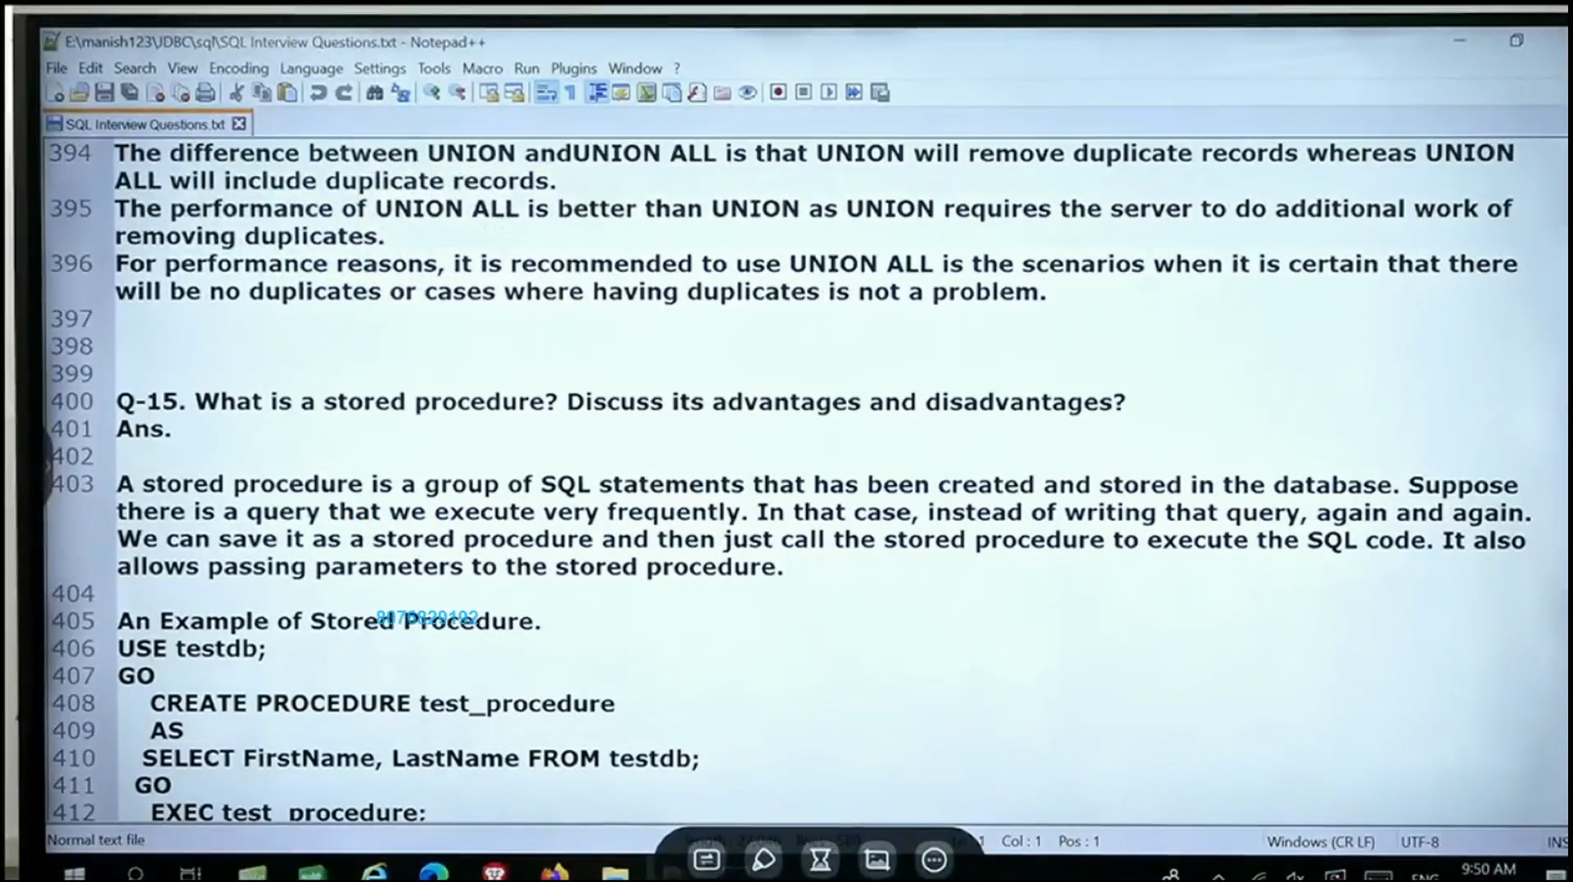 E:\manish123\JDBC\sql\SQL Interview Questions.txt - Notepad++
File Edit Search View Encoding Language Settings Tools Macro Run Plugins Window ?
SQL Interview Questions.txt
394 The difference between UNION andUNION ALL is that UNION will remove duplicate records whereas UNION
ALL will include duplicate records.
395 The performance of UNION ALL is better than UNION as UNION requires the server to do additional work of
removing duplicates.
396 For performance reasons, it is recommended to use UNION ALL is the scenarios when it is certain that there
will be no duplicates or cases where having duplicates is not a problem.
397
398
399
400 Q-15. What is a stored procedure? Discuss its advantages and disadvantages?
401 Ans.
402
403 A stored procedure is a group of SQL statements that has been created and stored in the database. Suppose
there is a query that we execute very frequently. In that case, instead of writing that query, again and again.
We can save it as a stored procedure and then just call the stored procedure to execute the SQL code. It also
allows passing parameters to the stored procedure.
404
8076829192
405 An Example of Stored Procedure.
406 USE testdb;
407 GO
408 CREATE PROCEDURE test_procedure
409 AS
410 SELECT FirstName, LastName FROM testdb;
411 GO
412 EXEC test_procedure;
Normal text file Col : 1 Pos : 1 Windows (CR LF) UTF-8 INS
ENG 9:50 AM